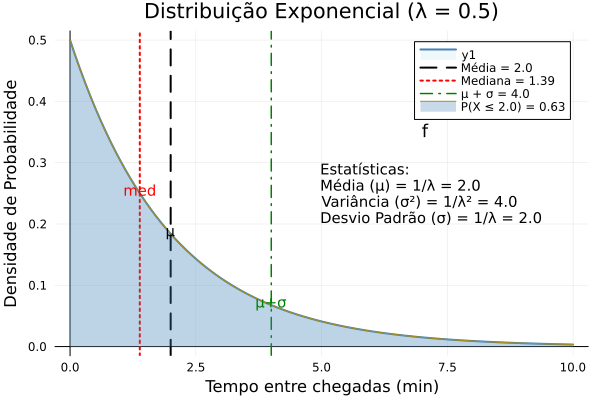 Distribuição Exponencial (λ = 0.5)
Densidade de Probabilidade
0.5
0.4
0.3
0.2
0.1
0.0
y1
Média = 2.0
Mediana = 1.39
μ + σ = 4.0
P(X ≤ 2.0) = 0.63
f
Estatísticas:
Média (μ) = 1/λ = 2.0
Variância (σ²) = 1/λ² = 4.0
Desvio Padrão (σ) = 1/λ = 2.0
med
μ
μ+σ
0.0
2.5
5.0
7.5
10.0
Tempo entre chegadas (min)